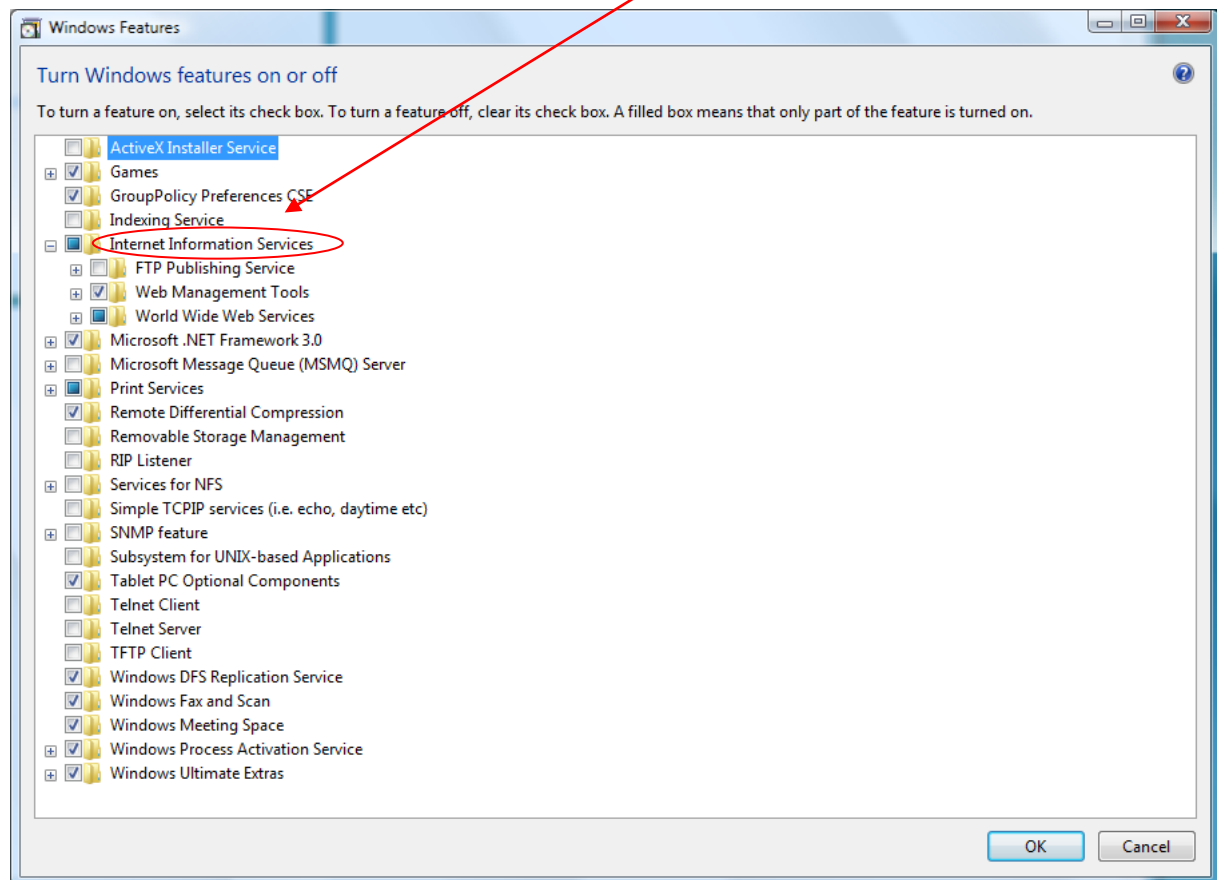 Windows Features
Turn Windows features on or off
To turn a feature on, select its check box. To turn a feature off, clear its check box. A filled box means that only part of the feature is turned on.
ActiveX Installer Service
Games
GroupPolicy Preferences CSE
Indexing Service
Internet Information Services
FTP Publishing Service
Web Management Tools
World Wide Web Services
Microsoft .NET Framework 3.0
Microsoft Message Queue (MSMQ) Server
Print Services
Remote Differential Compression
Removable Storage Management
RIP Listener
Services for NFS
Simple TCPIP services (i.e. echo, daytime etc)
SNMP feature
Subsystem for UNIX-based Applications
Tablet PC Optional Components
Telnet Client
Telnet Server
TFTP Client
Windows DFS Replication Service
Windows Fax and Scan
Windows Meeting Space
Windows Process Activation Service
Windows Ultimate Extras
OK Cancel